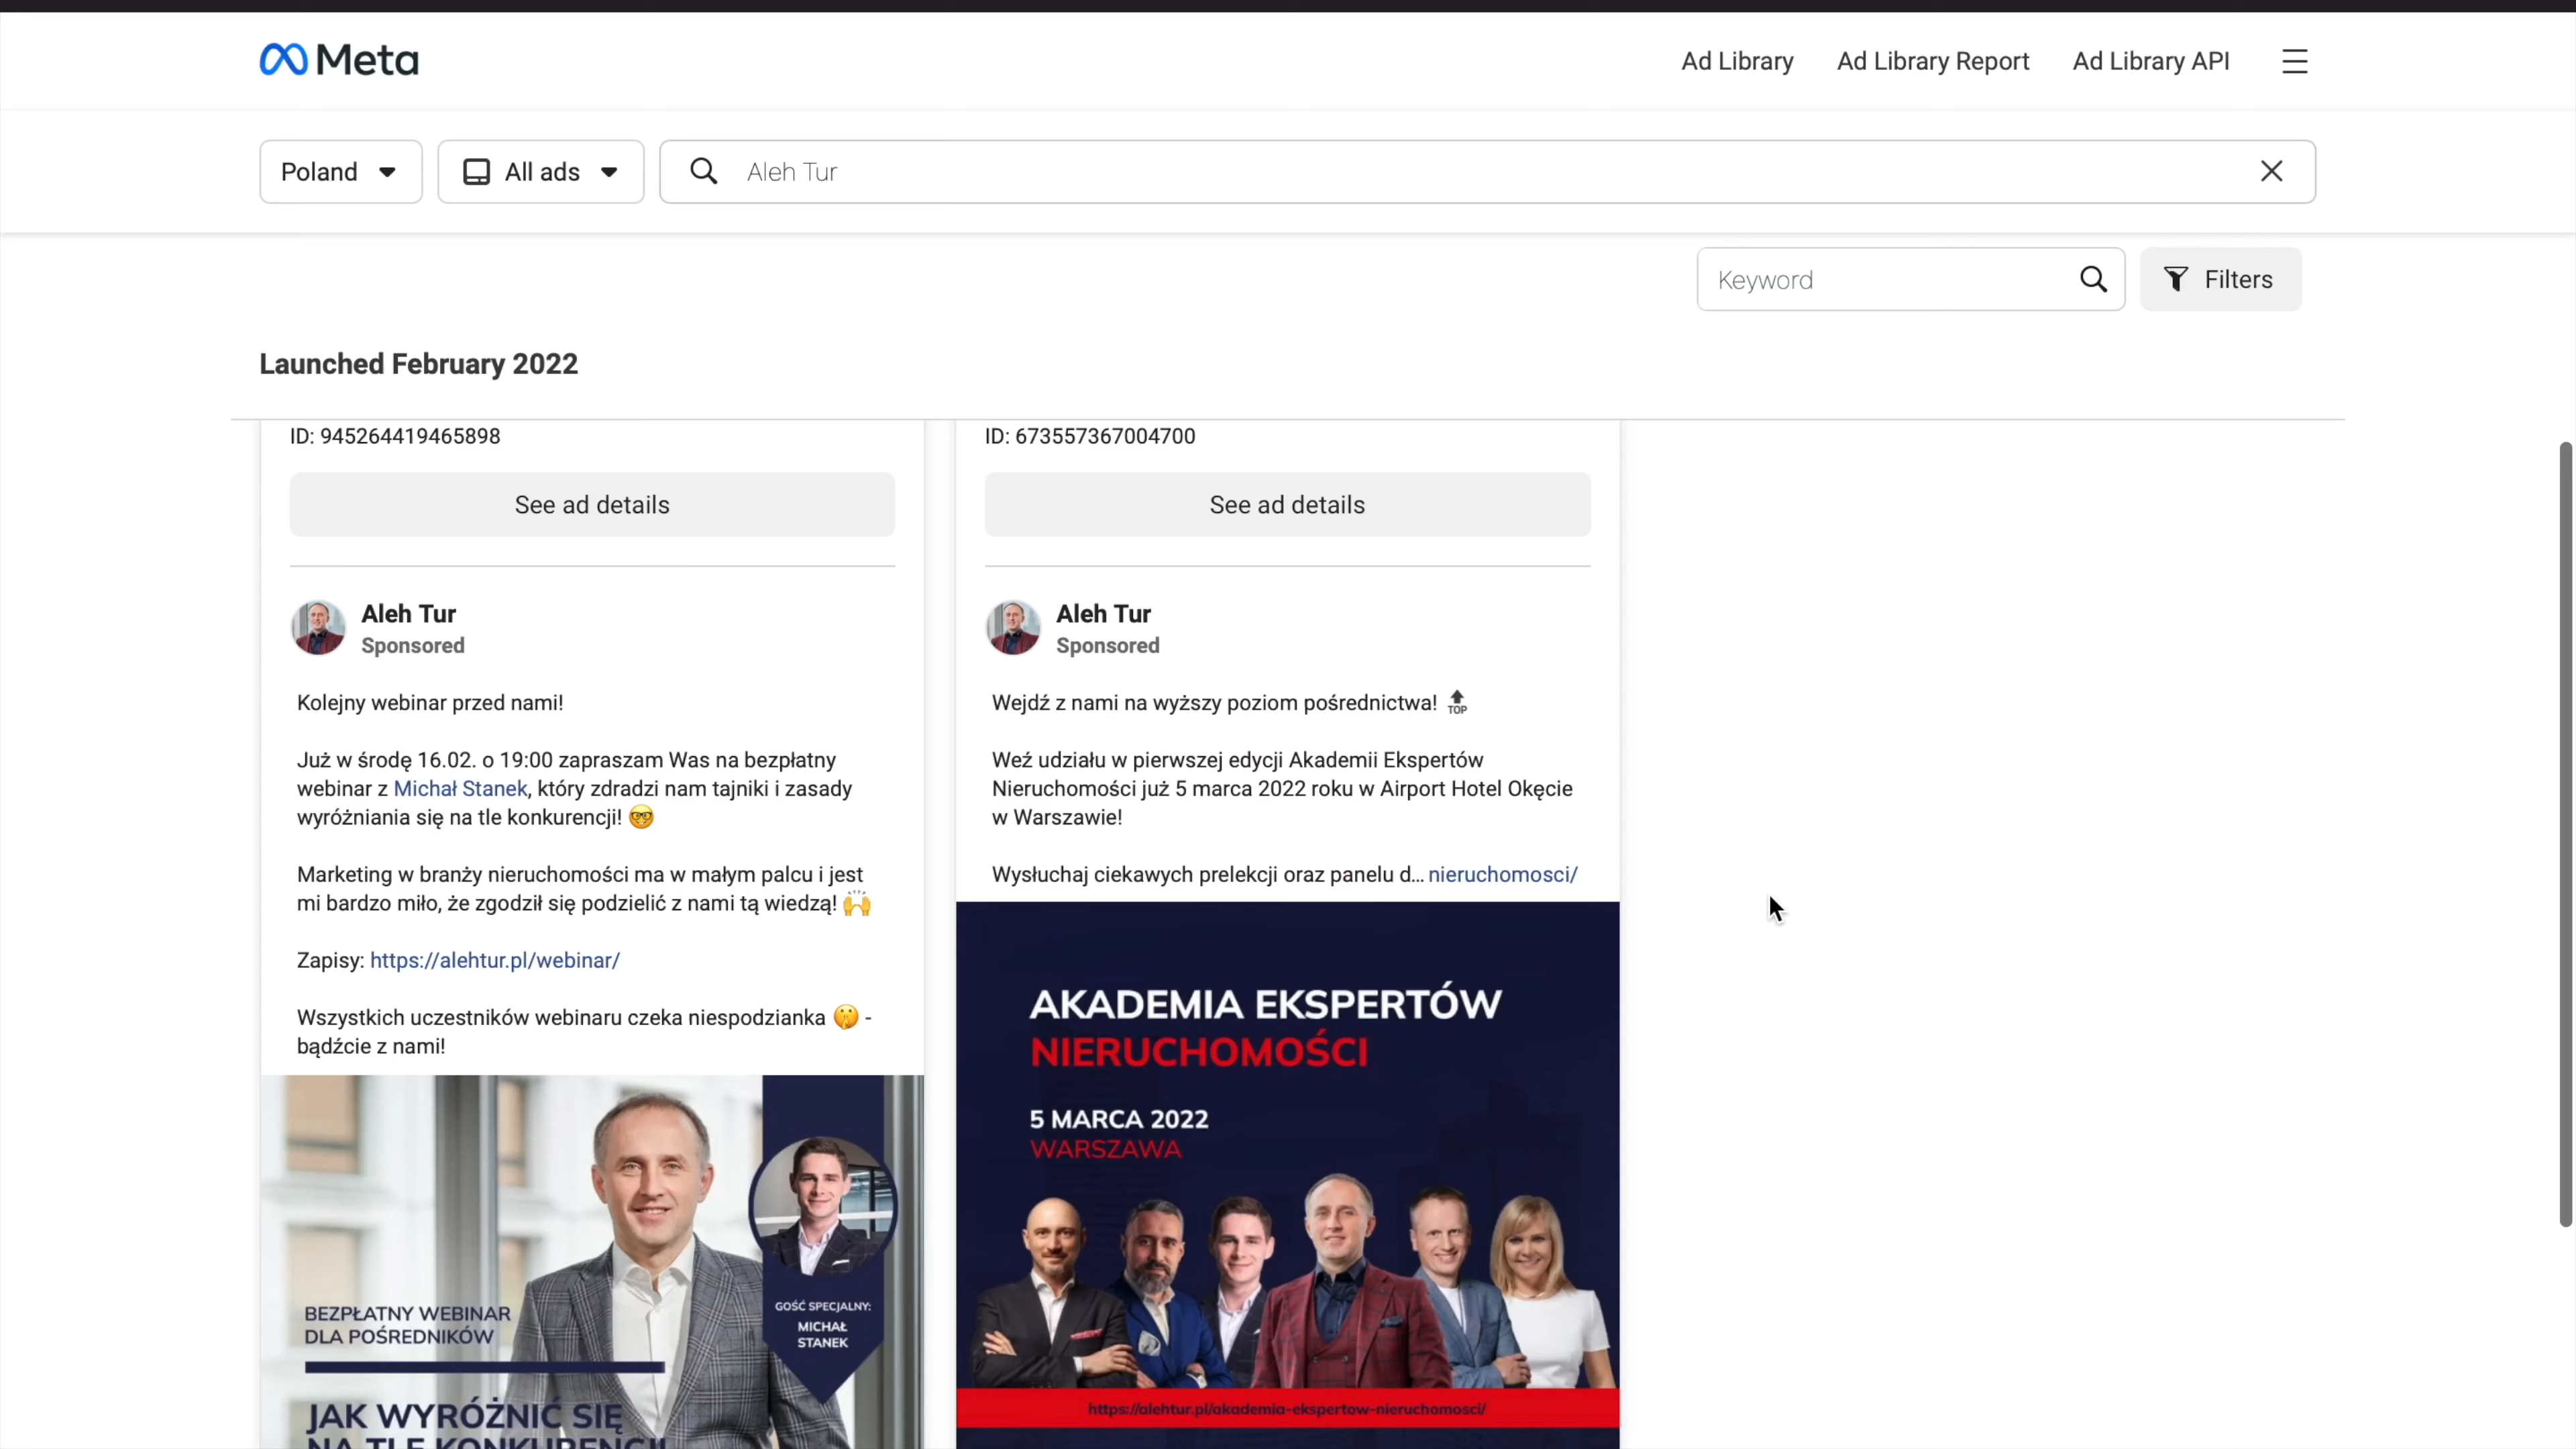 Meta
Ad Library
Ad Library Report
Ad Library API
Poland
All ads
Aleh Tur
Keyword
Filters
Launched February 2022
ID: 945264419465898
See ad details
Aleh Tur
Sponsored
Kolejny webinar przed nami!
Już w środę 16.02. o 19:00 zapraszam Was na bezpłatny
webinar z Michał Stanek, który zdradzi nam tajniki i zasady
wyróżniania się na tle konkurencji! 🤓
Marketing w branży nieruchomości ma w małym palcu i jest
mi bardzo miło, że zgodził się podzielić z nami tą wiedzą! 🙌
Zapisy: https://alehtur.pl/webinar/
Wszystkich uczestników webinaru czeka niespodzianka 🤫 -
bądźcie z nami!
GOŚĆ SPECJALNY:
MICHAŁ
STANEK
BEZPŁATNY WEBINAR
DLA POŚREDNIKÓW
JAK WYRÓŻNIĆ SIĘ
NA TLE KONKURENCJI
ID: 673557367004700
See ad details
Aleh Tur
Sponsored
Wejdź z nami na wyższy poziom pośrednictwa! 🔝
Weź udziału w pierwszej edycji Akademii Ekspertów
Nieruchomości już 5 marca 2022 roku w Airport Hotel Okęcie
w Warszawie!
Wysłuchaj ciekawych prelekcji oraz panelu d... nieruchomosci/
AKADEMIA EKSPERTÓW
NIERUCHOMOŚCI
5 MARCA 2022
WARSZAWA
https://alehtur.pl/akademia-ekspertow-nieruchomosci/